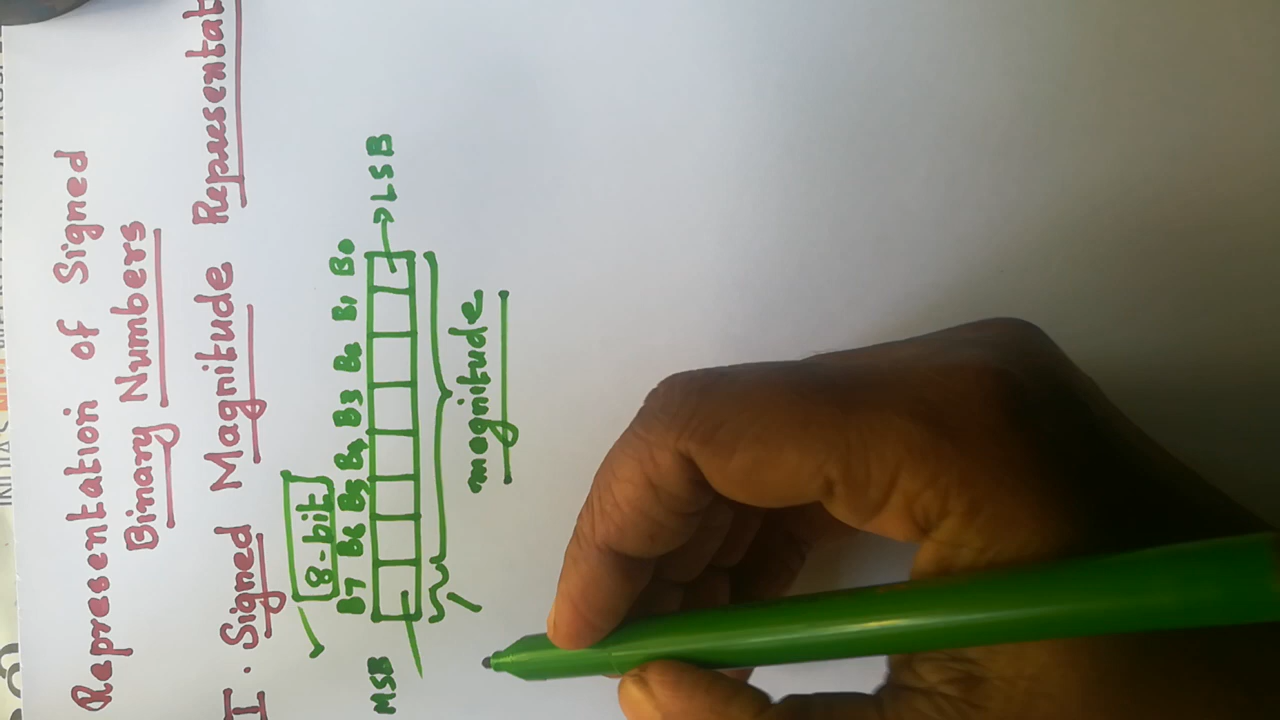 Representation of Signed
Binary Numbers
I. Signed Magnitude Representat
8-bit
B7 B6 B5 B4 B3 B2 B1 B0
MSB
LSB
magnitude